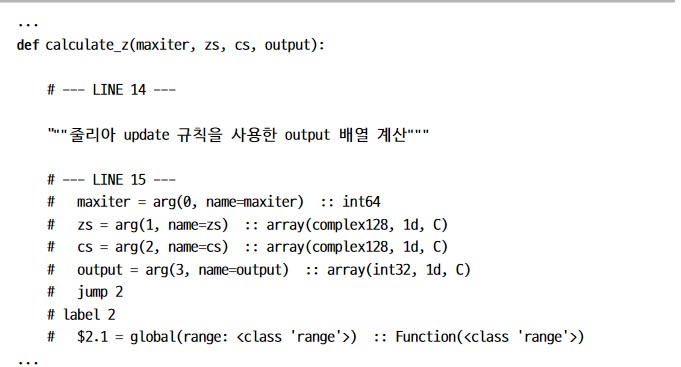 ...
def calculate_z(maxiter, zs, cs, output):
# --- LINE 14 ---
"""줄리아 update 규칙을 사용한 output 배열 계산"""
# --- LINE 15 ---
#   maxiter = arg(0, name=maxiter)  :: int64
#   zs = arg(1, name=zs)  :: array(complex128, 1d, C)
#   cs = arg(2, name=cs)  :: array(complex128, 1d, C)
#   output = arg(3, name=output)  :: array(int32, 1d, C)
#   jump 2
# label 2
#   $2.1 = global(range: <class 'range'>)  :: Function(<class 'range'>)
...